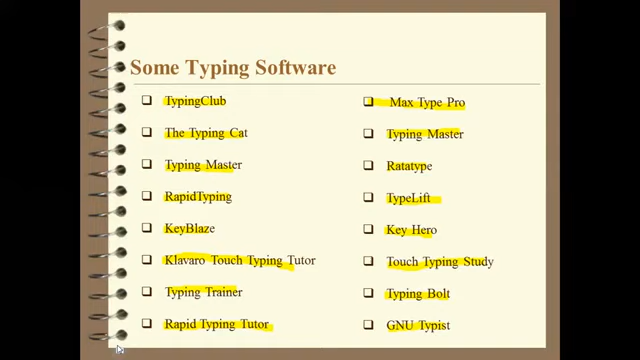 Some Typing Software
TypingClub
The Typing Cat
Typing Master
RapidTyping
KeyBlaze
Klavaro Touch Typing Tutor
Typing Trainer
Rapid Typing Tutor
Max Type Pro
Typing Master
Ratatype
TypeLift
Key Hero
Touch Typing Study
Typing Bolt
GNU Typist